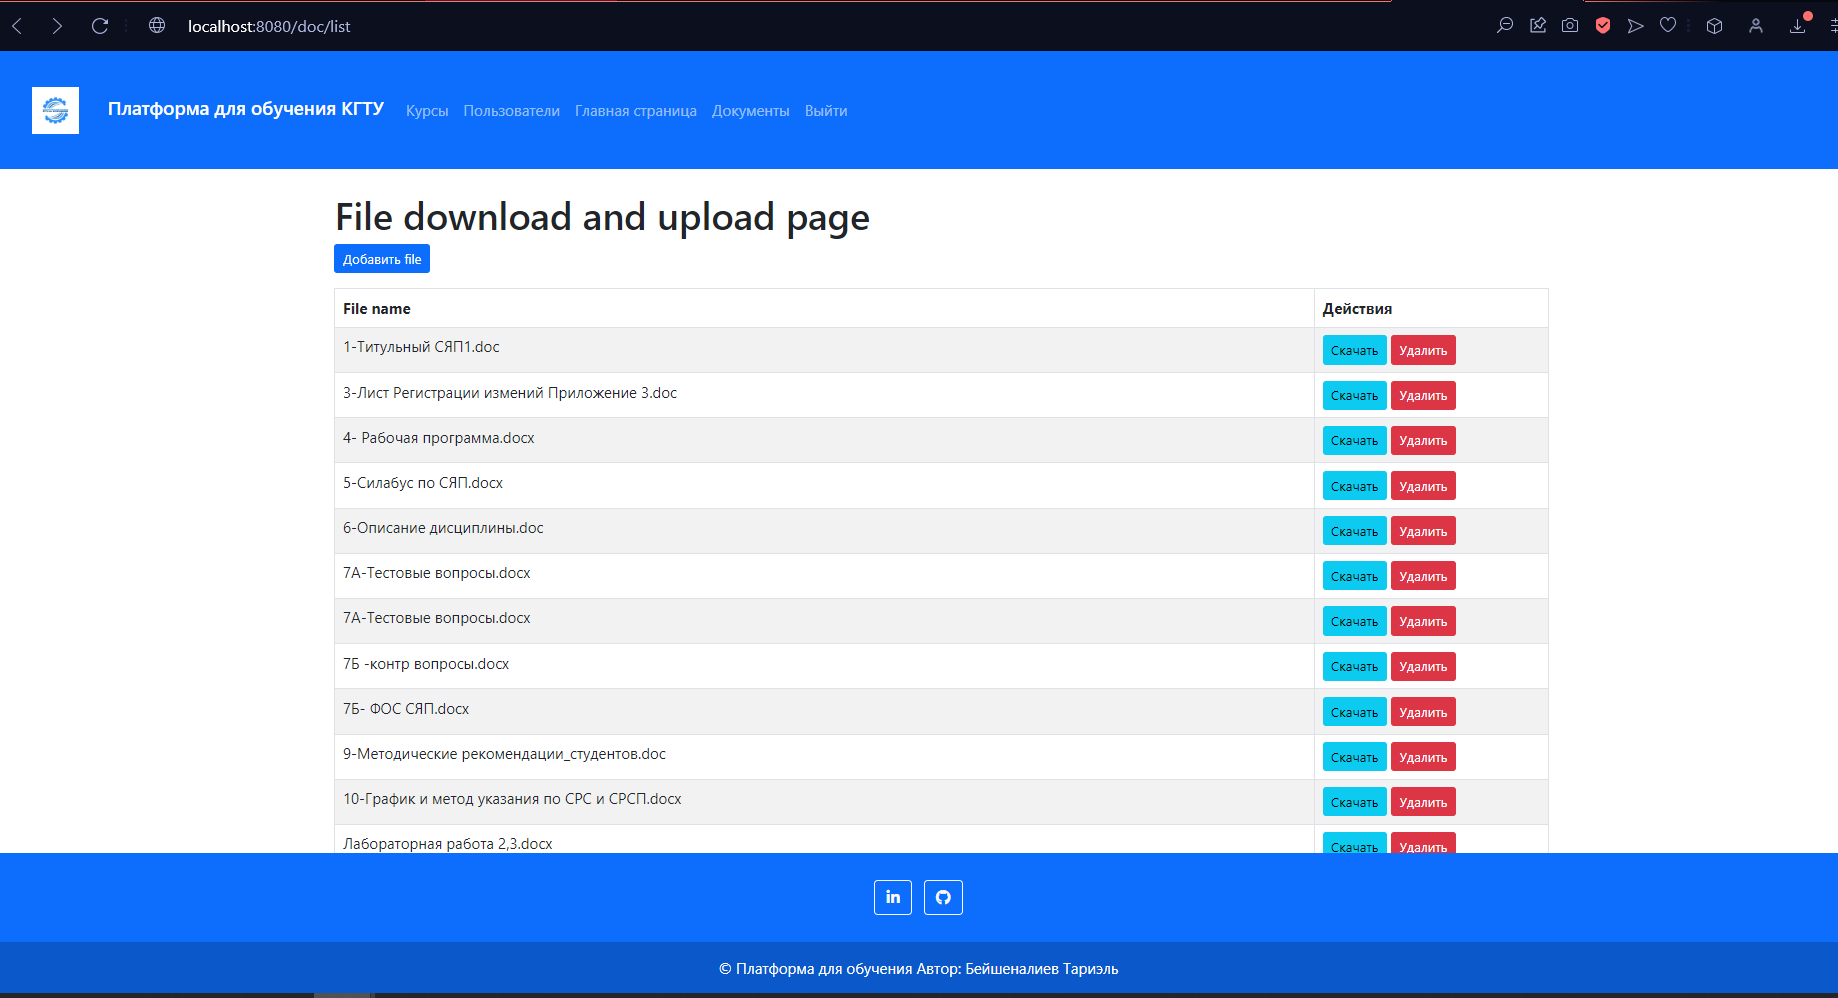 localhost:8080/doc/list
Платформа для обучения КГТУ Курсы Пользователи Главная страница Документы Выйти
File download and upload page
Добавить file
File name Действия
1-Титульный СЯП1.doc Скачать Удалить
3-Лист Регистрации измений Приложение 3.doc Скачать Удалить
4- Рабочая программа.docx Скачать Удалить
5-Силабус по СЯП.docx Скачать Удалить
6-Описание дисциплины.doc Скачать Удалить
7А-Тестовые вопросы.docx Скачать Удалить
7А-Тестовые вопросы.docx Скачать Удалить
7Б -контр вопросы.docx Скачать Удалить
7Б- ФОС СЯП.docx Скачать Удалить
9-Методические рекомендации_студентов.doc Скачать Удалить
10-График и метод указания по СРС и СРСП.docx Скачать Удалить
Лабораторная работа 2,3.docx Скачать Удалить
in
© Платформа для обучения Автор: Бейшеналиев Тариэль